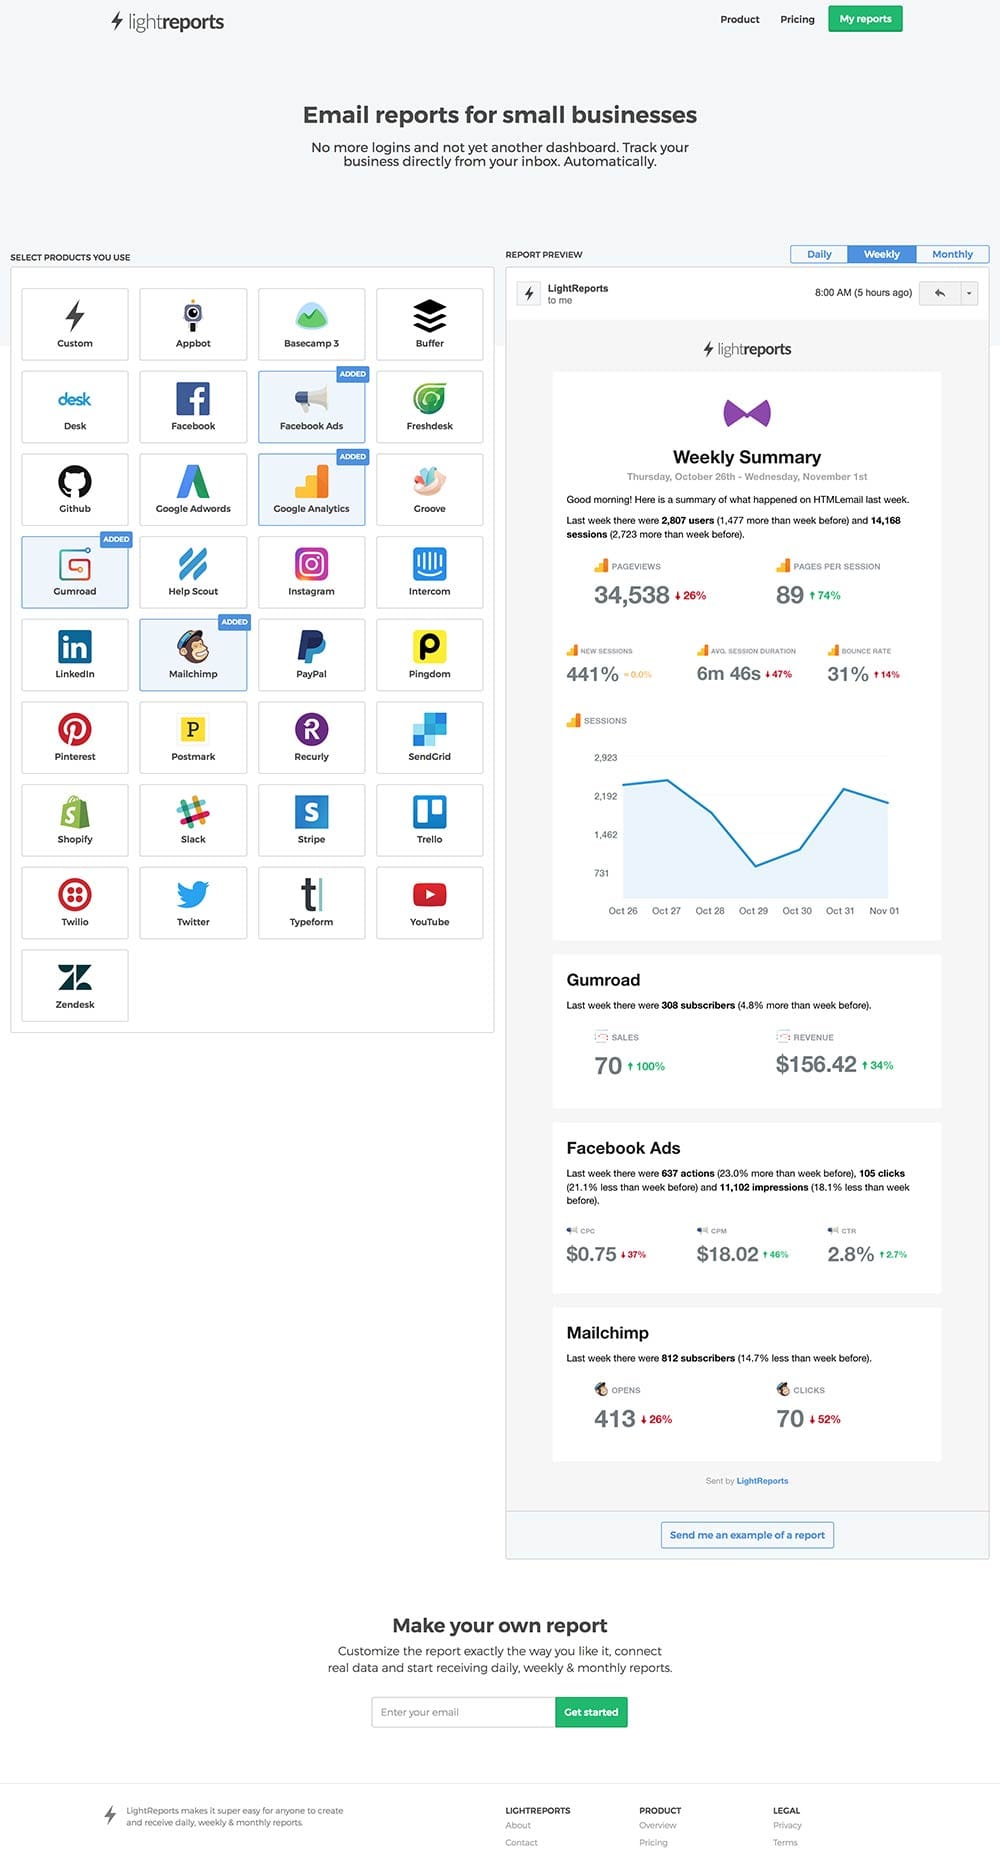 lightreports
Product Pricing My reports
Email reports for small businesses
No more logins and not yet another dashboard. Track your
business directly from your inbox. Automatically.
SELECT PRODUCTS YOU USE
Custom Appbot Basecamp 3 Buffer
ADDED
desk
Desk Facebook Facebook Ads Freshdesk
ADDED
Github Google Adwords Google Analytics Groove
ADDED
Gumroad Help Scout Instagram Intercom
ADDED
in
LinkedIn Mailchimp PayPal Pingdom
Pinterest Postmark Recurly SendGrid
Shopify Slack Stripe Trello
Twilio Twitter Typeform YouTube
Zendesk
REPORT PREVIEW
Daily Weekly Monthly
LightReports
to me
8:00 AM (5 hours ago)
lightreports
Weekly Summary
Thursday, October 26th - Wednesday, November 1st
Good morning! Here is a summary of what happened on HTMLemail last week.
Last week there were 2,807 users (1,477 more than week before) and 14,168
sessions (2,723 more than week before).
PAGEVIEWS PAGES PER SESSION
34,538 ↓ 26% 89 ↑ 74%
NEW SESSIONS AVG. SESSION DURATION BOUNCE RATE
441% = 0.0% 6m 46s ↓ 47% 31% ↑ 14%
SESSIONS
2,923
2,192
1,462
731
Oct 26 Oct 27 Oct 28 Oct 29 Oct 30 Oct 31 Nov 01
Gumroad
Last week there were 308 subscribers (4.8% more than week before).
SALES REVENUE
70 ↑ 100% $156.42 ↑ 34%
Facebook Ads
Last week there were 637 actions (23.0% more than week before), 105 clicks
(21.1% less than week before) and 11,102 impressions (18.1% less than week
before).
CPC CPM CTR
$0.75 ↓ 37% $18.02 ↑ 46% 2.8% ↑ 2.7%
Mailchimp
Last week there were 812 subscribers (14.7% less than week before).
OPENS CLICKS
413 ↓ 26% 70 ↓ 52%
Sent by LightReports
Send me an example of a report
Make your own report
Customize the report exactly the way you like it, connect
real data and start receiving daily, weekly & monthly reports.
Enter your email Get started
LightReports makes it super easy for anyone to create
and receive daily, weekly & monthly reports.
LIGHTREPORTS PRODUCT LEGAL
About Overview Privacy
Contact Pricing Terms